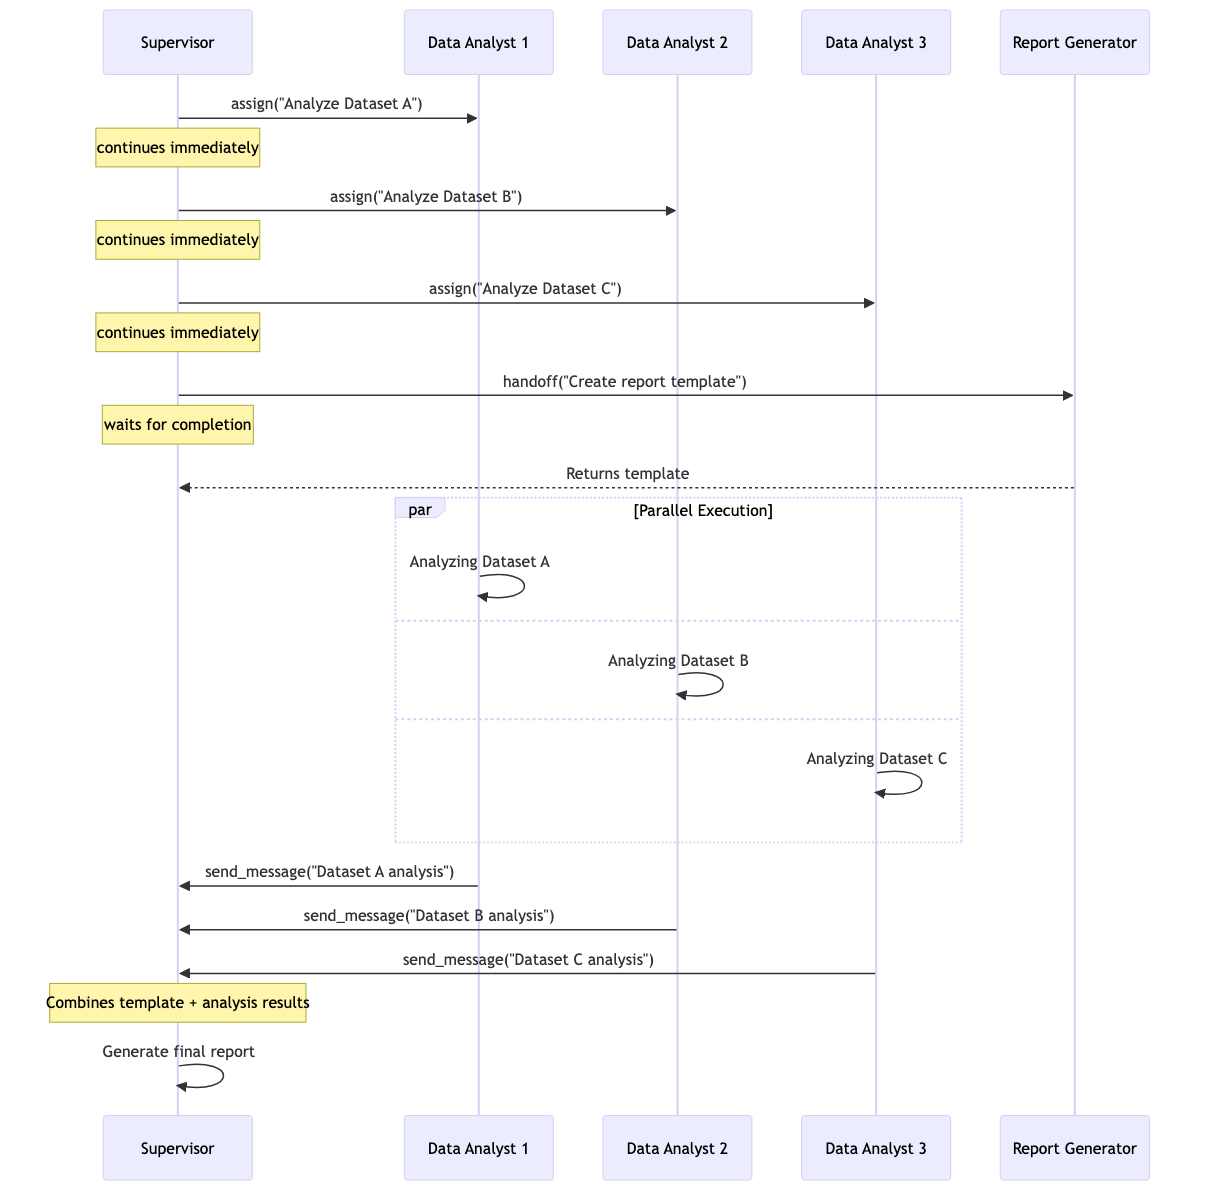 Supervisor
Data Analyst 1
Data Analyst 2
Data Analyst 3
Report Generator
assign("Analyze Dataset A")
continues immediately
assign("Analyze Dataset B")
continues immediately
assign("Analyze Dataset C")
continues immediately
handoff("Create report template")
waits for completion
Returns template
par
[Parallel Execution]
Analyzing Dataset A
Analyzing Dataset B
Analyzing Dataset C
send_message("Dataset A analysis")
send_message("Dataset B analysis")
send_message("Dataset C analysis")
Combines template + analysis results
Generate final report
Supervisor
Data Analyst 1
Data Analyst 2
Data Analyst 3
Report Generator